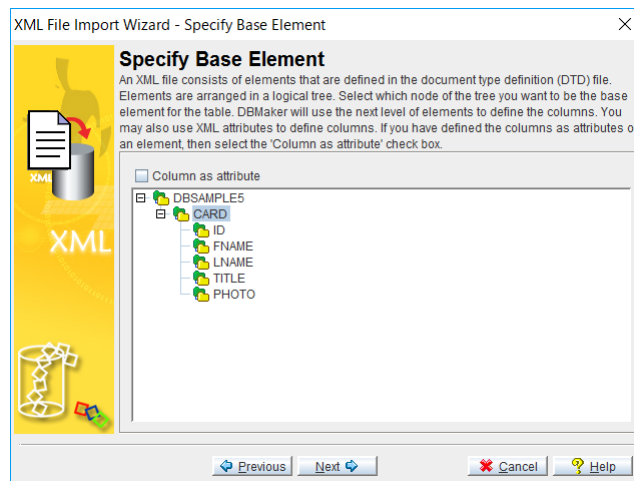 XML File Import Wizard - Specify Base Element
Specify Base Element
An XML file consists of elements that are defined in the document type definition (DTD) file.
Elements are arranged in a logical tree. Select which node of the tree you want to be the base
element for the table. DBMaker will use the next level of elements to define the columns. You
may also use XML attributes to define columns. If you have defined the columns as attributes o
an element, then select the 'Column as attribute' check box.
Column as attribute
DBSAMPLE5
CARD
ID
FNAME
LNAME
TITLE
PHOTO
XML
XML
Previous
Next
Cancel
Help